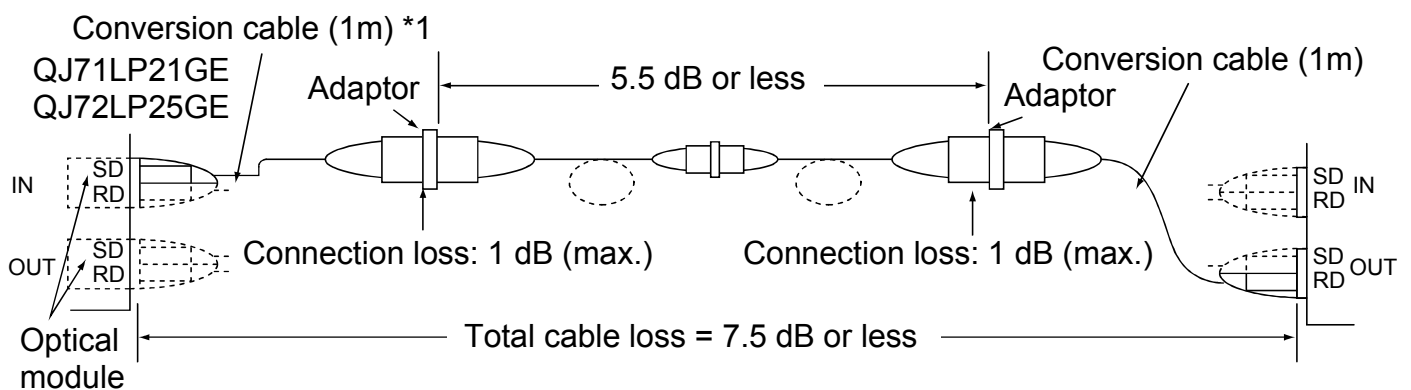 Conversion cable (1m) *1
QJ71LP21GE
QJ72LP25GE
Adaptor
5.5 dB or less
Conversion cable (1m)
Adaptor
IN
SD
RD
SD
RD
IN
Connection loss: 1 dB (max.)
Connection loss: 1 dB (max.)
OUT
SD
RD
SD
RD
OUT
Optical
module
Total cable loss = 7.5 dB or less